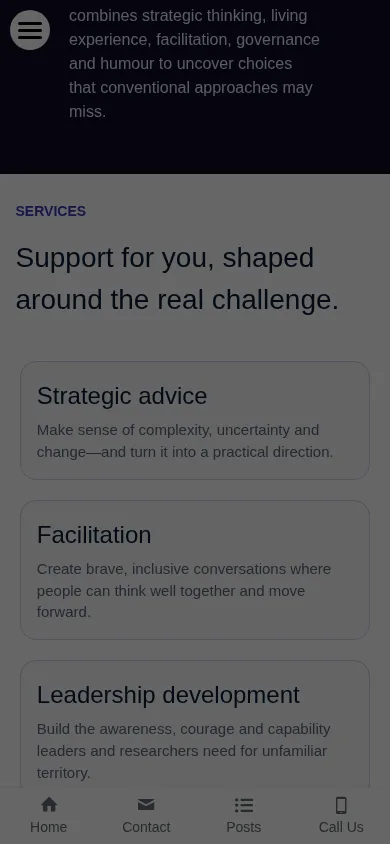 combines strategic thinking, living
experience, facilitation, governance
and humour to uncover choices
that conventional approaches may
miss.
SERVICES
Support for you, shaped
around the real challenge.
Strategic advice
Make sense of complexity, uncertainty and
change—and turn it into a practical direction.
Facilitation
Create brave, inclusive conversations where
people can think well together and move
forward.
Leadership development
Build the awareness, courage and capability
leaders and researchers need for unfamiliar
territory.
Home
Contact
Posts
Call Us